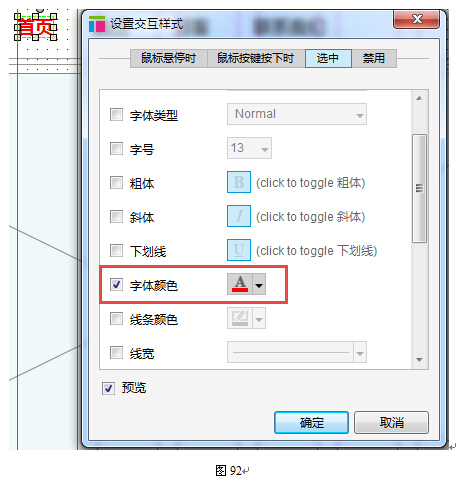 首页
设置交互样式
鼠标悬停时 鼠标按键按下时 选中 禁用
字体类型 Normal
字号 13
粗体 B (click to toggle 粗体)
斜体 I (click to toggle 斜体)
下划线 U (click to toggle 下划线)
字体颜色 A
线条颜色
线宽
预览
确定 取消
图 92